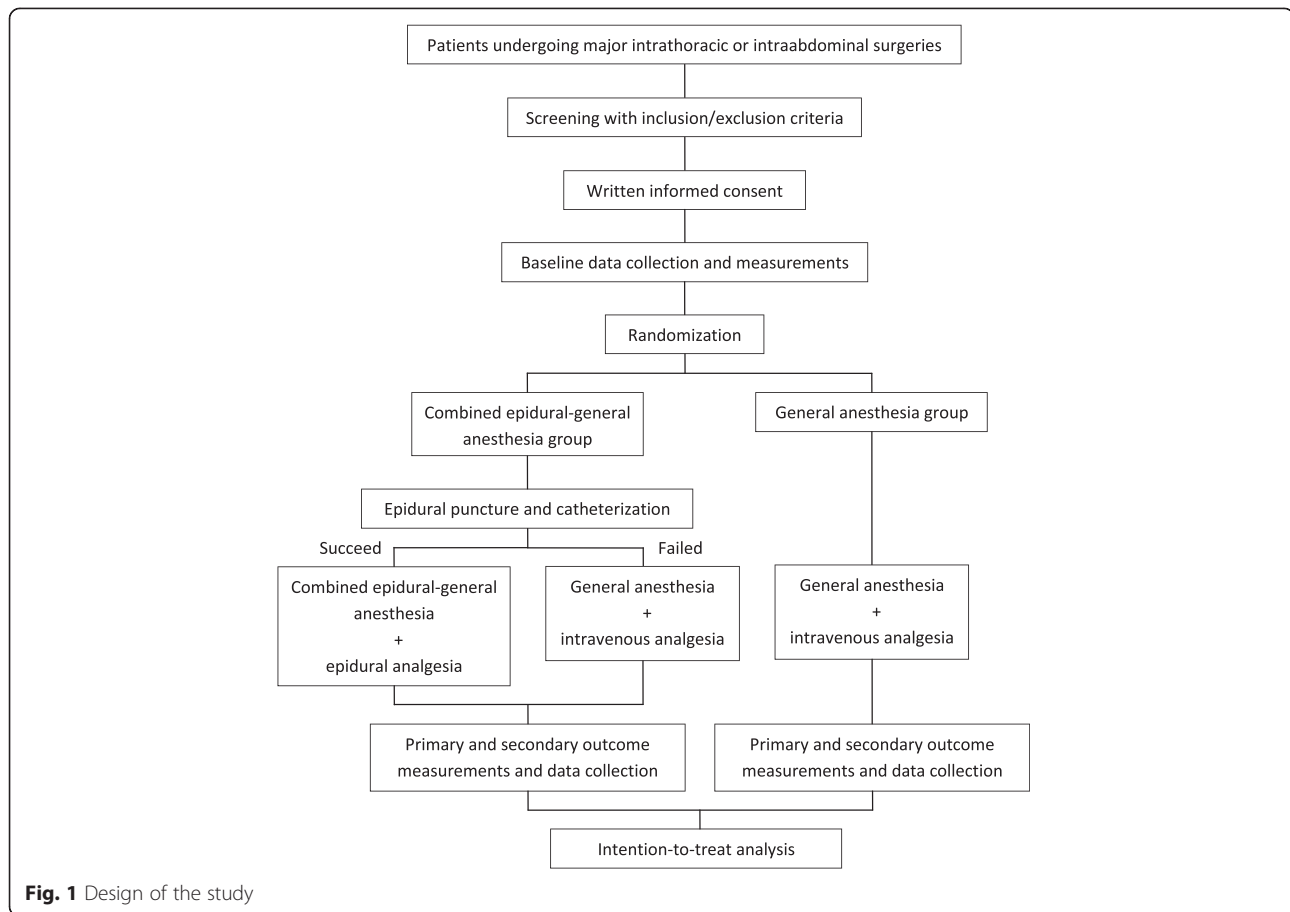 Patients undergoing major intrathoracic or intraabdominal surgeries
Screening with inclusion/exclusion criteria
Written informed consent
Baseline data collection and measurements
Randomization
Combined epidural-general
anesthesia group
General anesthesia group
Epidural puncture and catheterization
Succeed
Failed
Combined epidural-general
anesthesia
+
epidural analgesia
General anesthesia
+
intravenous analgesia
General anesthesia
+
intravenous analgesia
Primary and secondary outcome
measurements and data collection
Primary and secondary outcome
measurements and data collection
Intention-to-treat analysis
Fig. 1 Design of the study